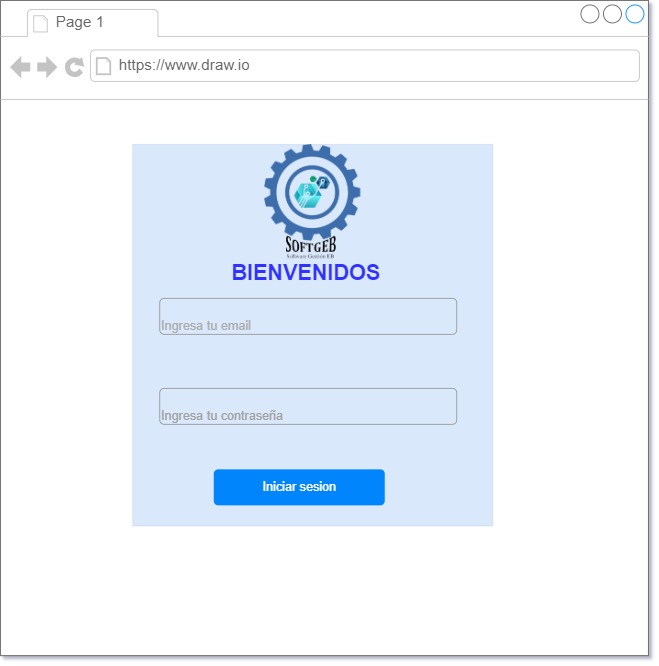 Page 1
https://www.draw.io
SOFTGEB
Software Gestión EB
BIENVENIDOS
Ingresa tu email
Ingresa tu contraseña
Iniciar sesion